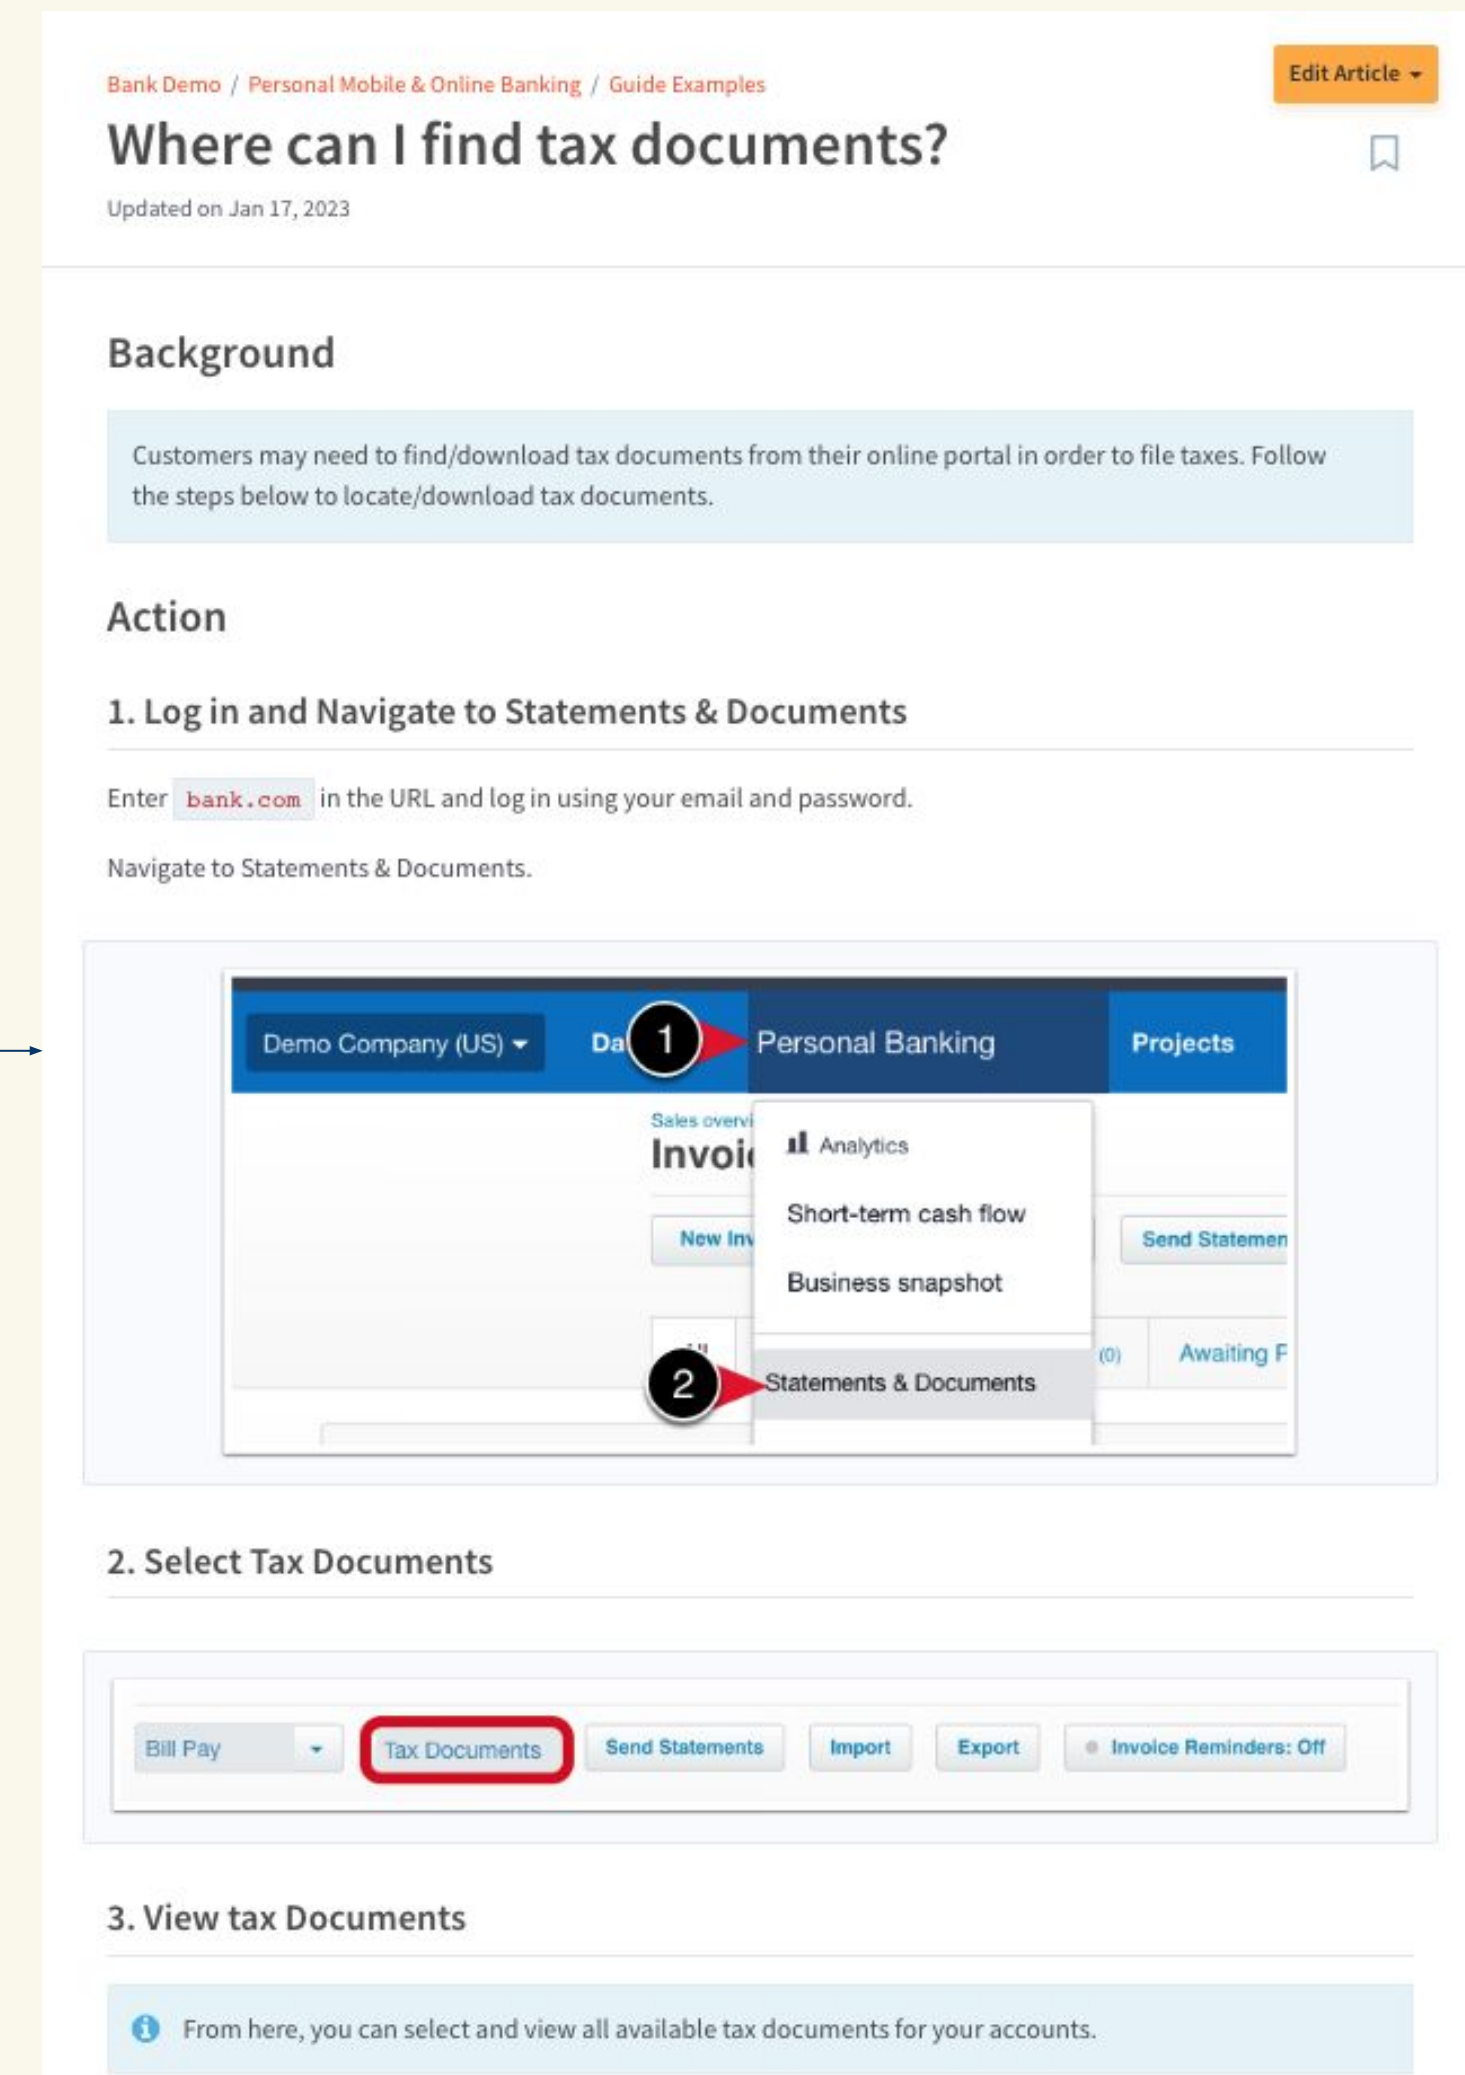 Edit Article
Bank Demo / Personal Mobile & Online Banking / Guide Examples
Where can I find tax documents?
Updated on Jan 17, 2023
Background
Customers may need to find/download tax documents from their online portal in order to file taxes. Follow
the steps below to locate/download tax documents.
Action
1. Log in and Navigate to Statements & Documents
Enter bank.com in the URL and log in using your email and password.
Navigate to Statements & Documents.
Demo Company (US) Da 1 Personal Banking Projects
Sales overvi
Invoi
Analytics
Short-term cash flow
New Inv Send Statemen
Business snapshot
(0) Awaiting P
2 Statements & Documents
2. Select Tax Documents
Bill Pay Tax Documents Send Statements Import Export Invoice Reminders: Off
3. View tax Documents
From here, you can select and view all available tax documents for your accounts.